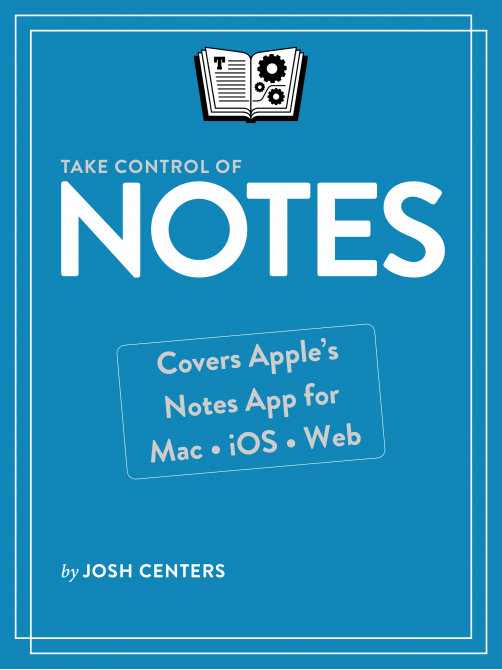 T
TAKE CONTROL OF
NOTES
Covers Apple’s
Notes App for
Mac • iOS • Web
by JOSH CENTERS